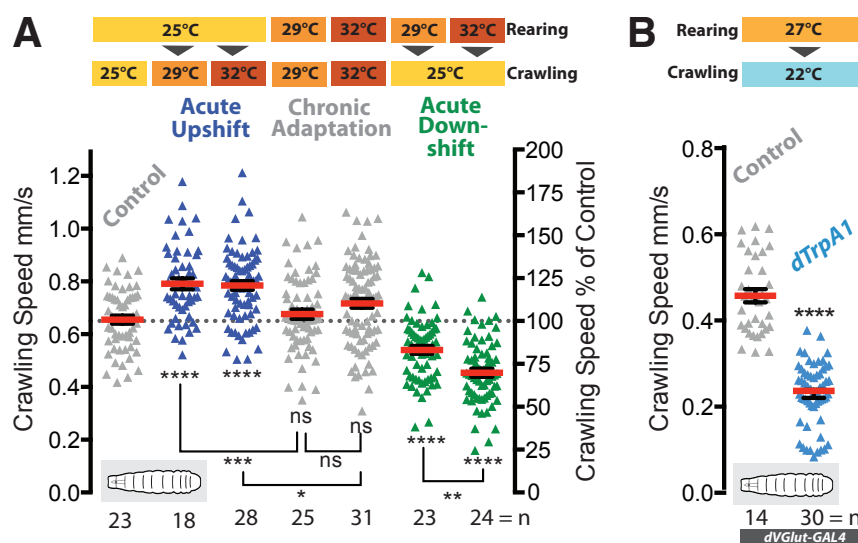 A
25°C 29°C 32°C 29°C 32°C Rearing
25°C 29°C 32°C 29°C 32°C 25°C Crawling
Acute Upshift
Chronic Adaptation
Acute Down-shift
Control
Crawling Speed mm/s
1.2
1.0
0.8
0.6
0.4
0.2
0.0
200
175
150
125
100
75
50
25
0
Crawling Speed % of Control
**** **** ns ns **** ****
*** ns
* **
23 18 28 25 31 23 24 = n
B
Rearing 27°C
Crawling 22°C
Control
dTrpA1
Crawling Speed mm/s
0.8
0.6
0.4
0.2
0.0
****
14 30 = n
dVGlut-GAL4